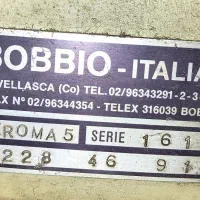 BOBBIO-ITALIA
VELLASCA (Co) TEL. 02/96343291-2-3
X N° 02/96344354 - TELEX 316039 BOB
ROMA 5 SERIE 161
228 46 91